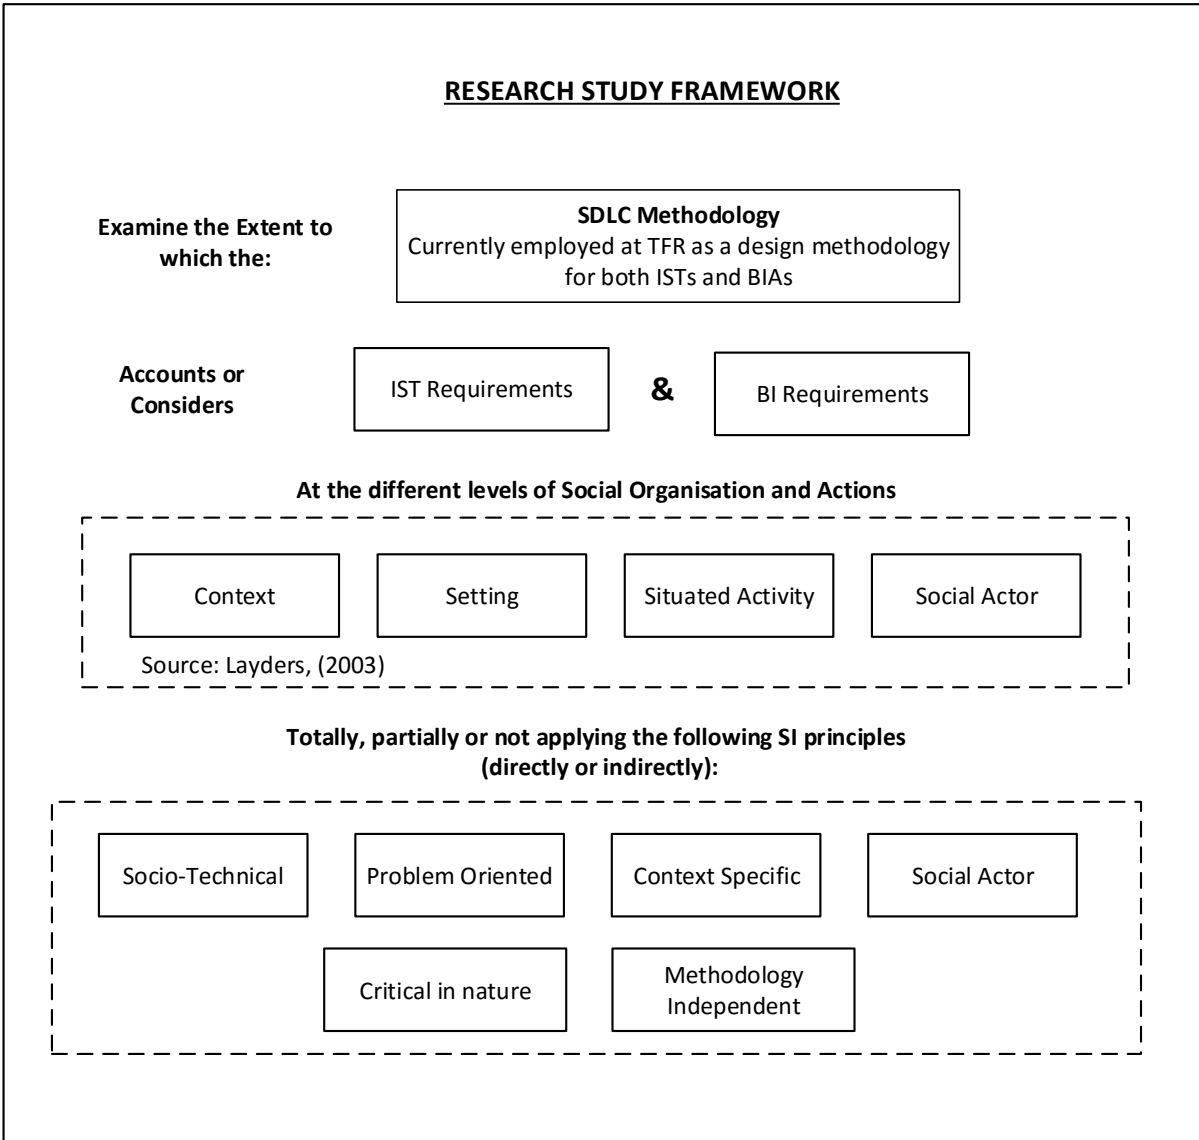 RESEARCH STUDY FRAMEWORK
Examine the Extent to
which the:
SDLC Methodology
Currently employed at TFR as a design methodology
for both ISTs and BIAs
Accounts or
Considers
IST Requirements
&
BI Requirements
At the different levels of Social Organisation and Actions
Context
Setting
Situated Activity
Social Actor
Source: Layders, (2003)
Totally, partially or not applying the following SI principles
(directly or indirectly):
Socio-Technical
Problem Oriented
Context Specific
Social Actor
Critical in nature
Methodology
Independent